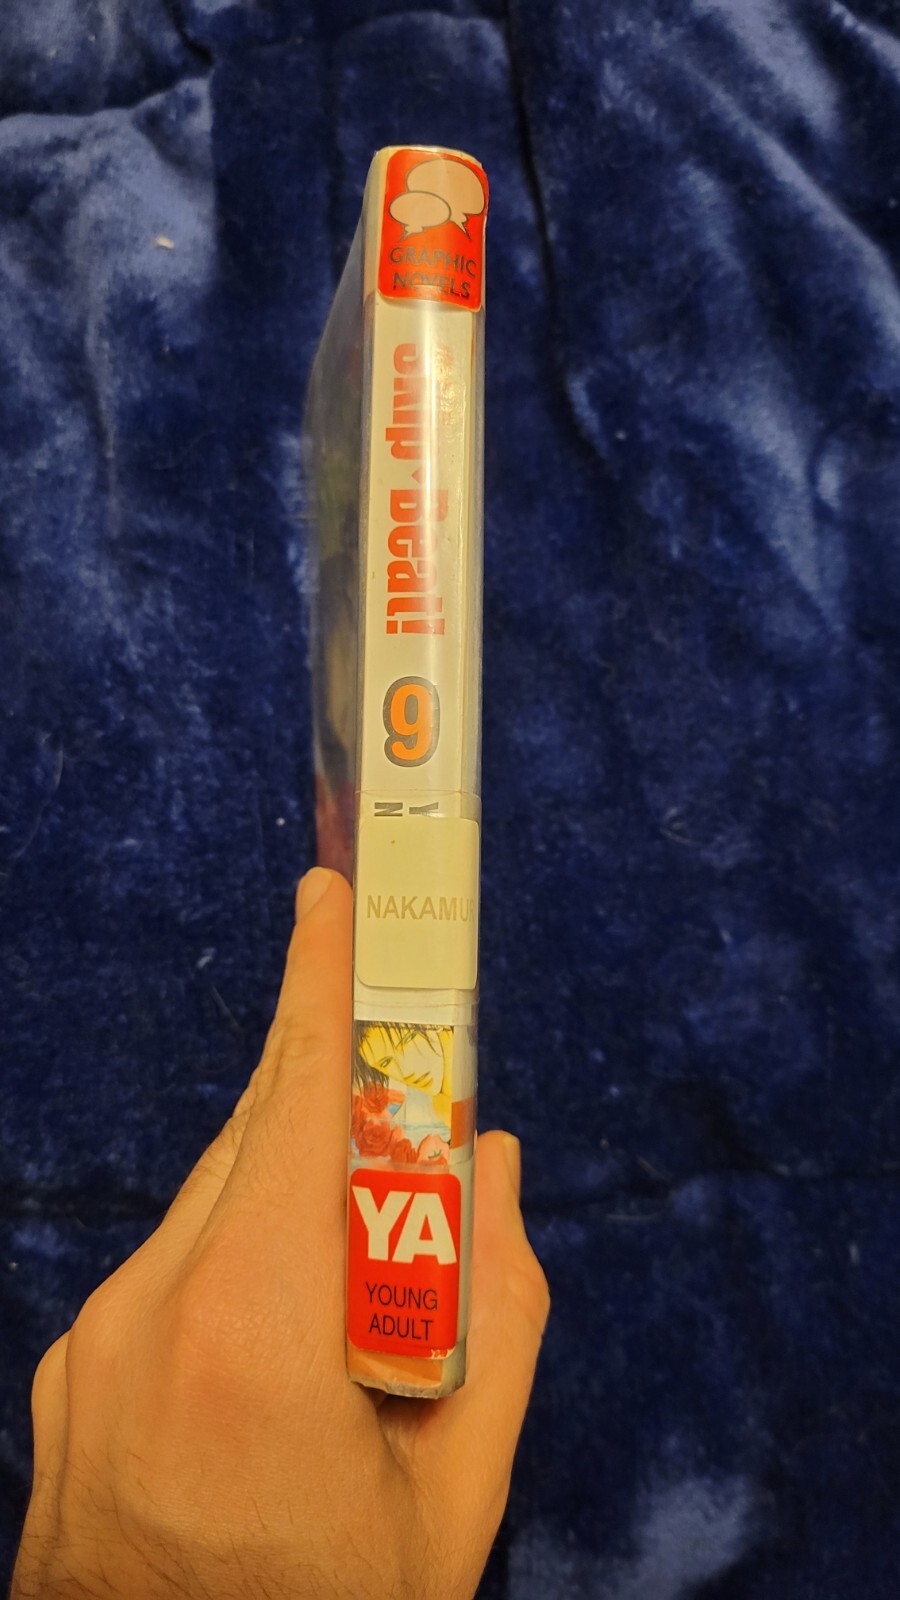 GRAPHIC
NOVELS
Skip·Beat!
9
Y
N
NAKAMUR
YA
YOUNG
ADULT